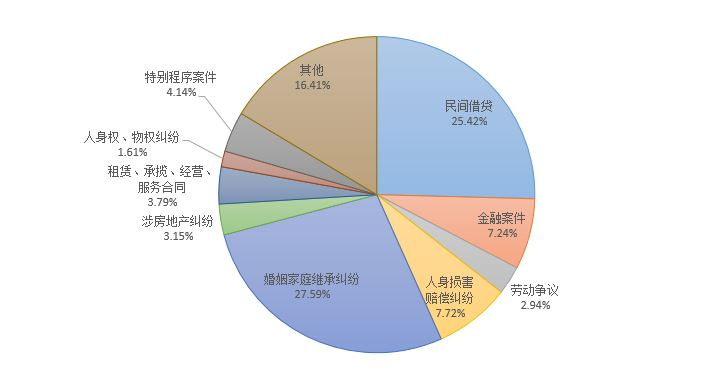 其他
16.41%
民间借贷
25.42%
特别程序案件
4.14%
人身权、物权纠纷
1.61%
租赁、承揽、经营、
服务合同
3.79%
涉房地产纠纷
3.15%
金融案件
7.24%
婚姻家庭继承纠纷
27.59%
人身损害
赔偿纠纷
7.72%
劳动争议
2.94%